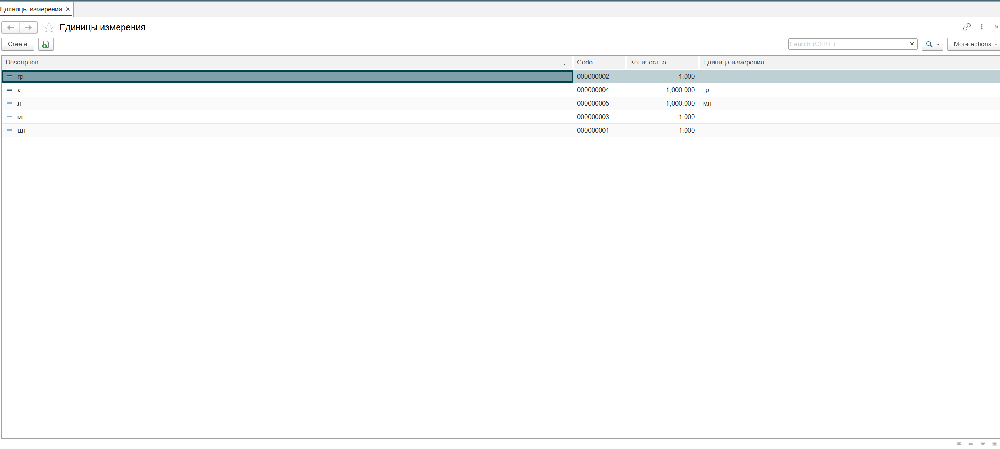 Единицы измерения
Единицы измерения
Create Search (Ctrl+F) More actions
Description Code Количество Единица измерения
гр 000000002 1.000
кг 000000004 1,000.000 гр
л 000000005 1,000.000 мл
мл 000000003 1.000
шт 000000001 1.000